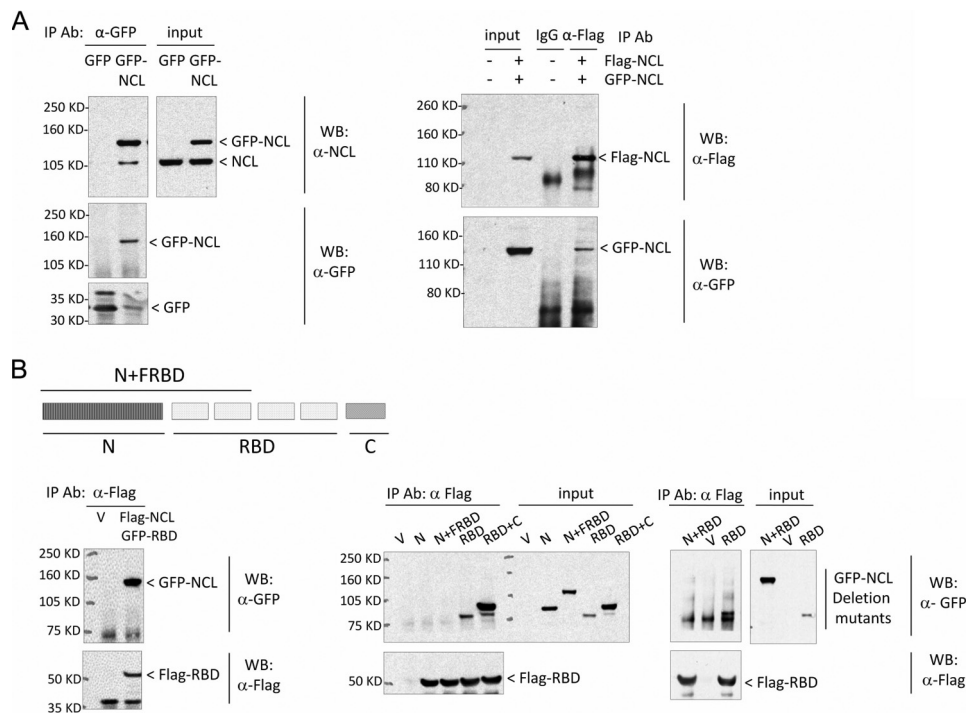 A
IP Ab: α-GFP input
GFP GFP-NCL GFP GFP-NCL
250 KD
160 KD
105 KD
< GFP-NCL
< NCL
WB:
α-NCL
250 KD
160 KD
105 KD
< GFP-NCL
35 KD
30 KD
< GFP
WB:
α-GFP
input IgG α-Flag IP Ab
- + - + Flag-NCL
- + - + GFP-NCL
260 KD
160 KD
110 KD
80 KD
< Flag-NCL
WB:
α-Flag
160 KD
110 KD
80 KD
< GFP-NCL
WB:
α-GFP
B
N+FRBD
N RBD C
IP Ab: α-Flag
V Flag-NCL
GFP-RBD
250 KD
160 KD
105 KD
75 KD
< GFP-NCL
WB:
α-GFP
50 KD
35 KD
< Flag-RBD
WB:
α-Flag
IP Ab: α Flag input
V N N+FRBD RBD RBD+C V N N+FRBD RBD RBD+C
250 KD
160 KD
105 KD
75 KD
50 KD
< Flag-RBD
IP Ab: α Flag input
N+RBD V RBD N+RBD V RBD
GFP-NCL
Deletion
mutants
WB:
α- GFP
< Flag-RBD
WB:
α-Flag